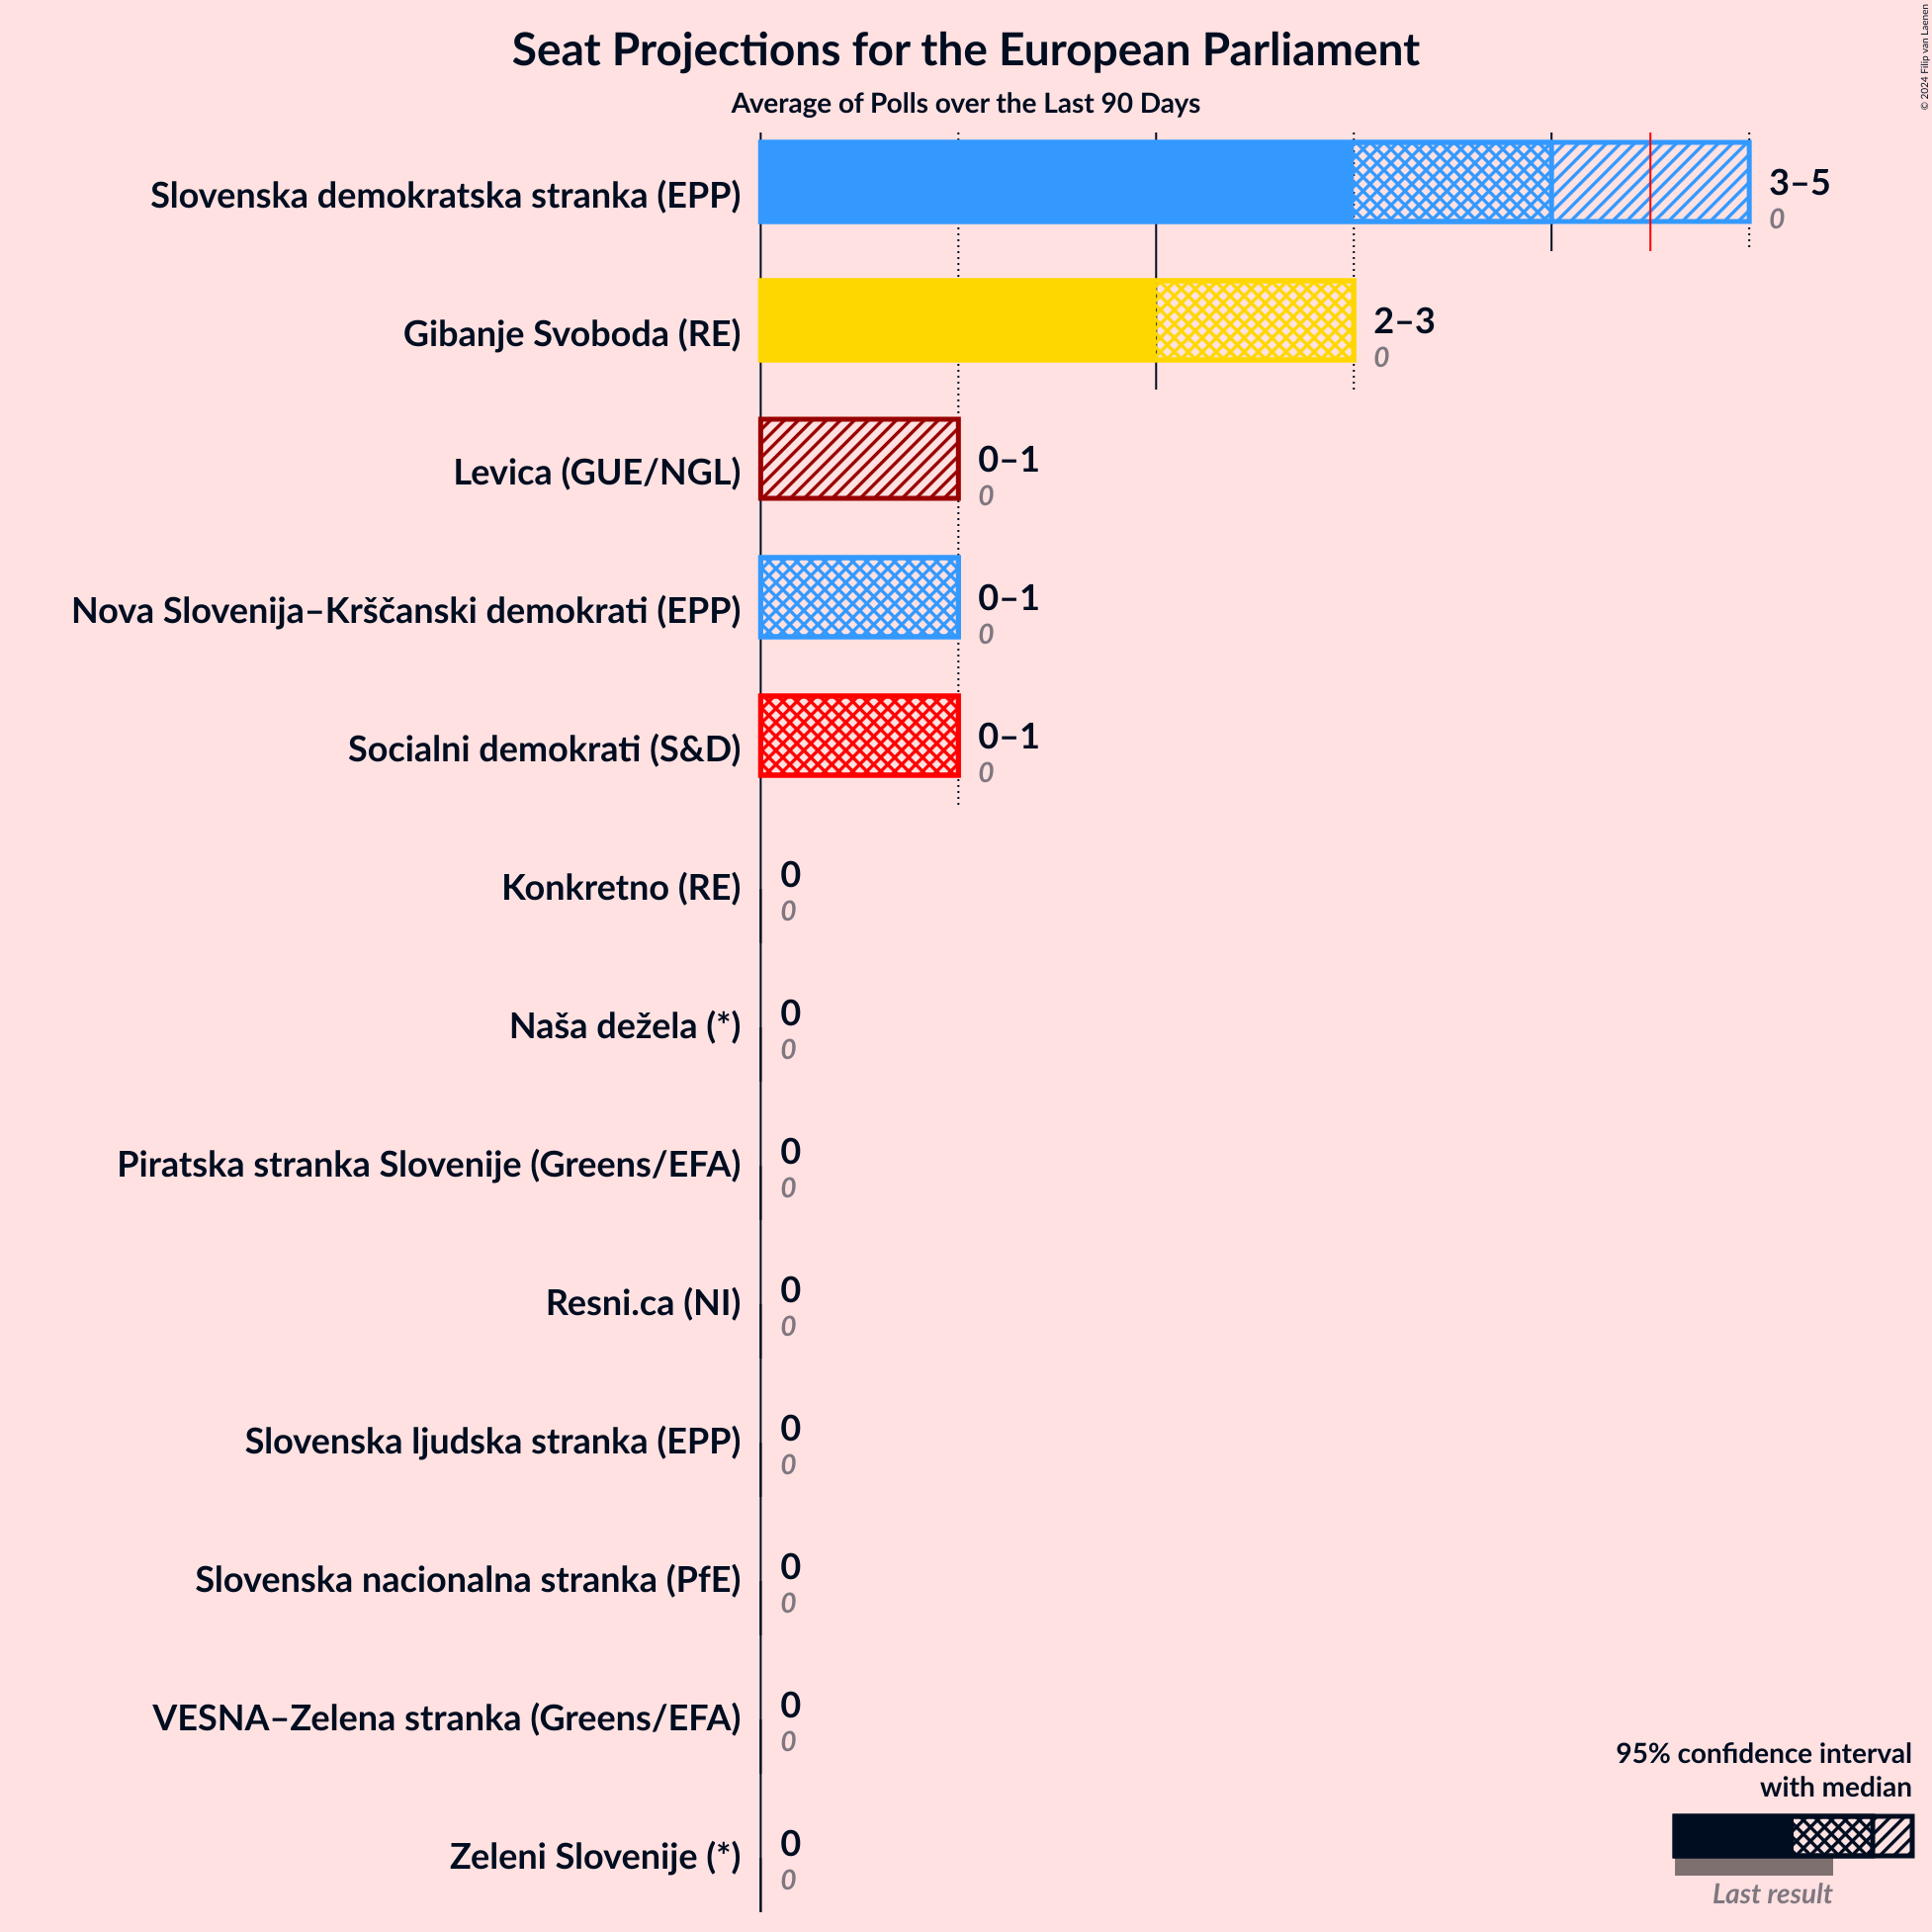 Seat Projections for the European Parliament
Average of Polls over the Last 90 Days
© 2024 Filip van Laenen
Slovenska demokratska stranka (EPP)
3–5
0
Gibanje Svoboda (RE)
2–3
0
Levica (GUE/NGL)
0–1
0
Nova Slovenija–Krščanski demokrati (EPP)
0–1
0
Socialni demokrati (S&D)
0–1
0
Konkretno (RE)
0
0
Naša dežela (*)
0
0
Piratska stranka Slovenije (Greens/EFA)
0
0
Resni.ca (NI)
0
0
Slovenska ljudska stranka (EPP)
0
0
Slovenska nacionalna stranka (PfE)
0
0
VESNA–Zelena stranka (Greens/EFA)
0
0
Zeleni Slovenije (*)
0
0
95% confidence interval
with median
Last result